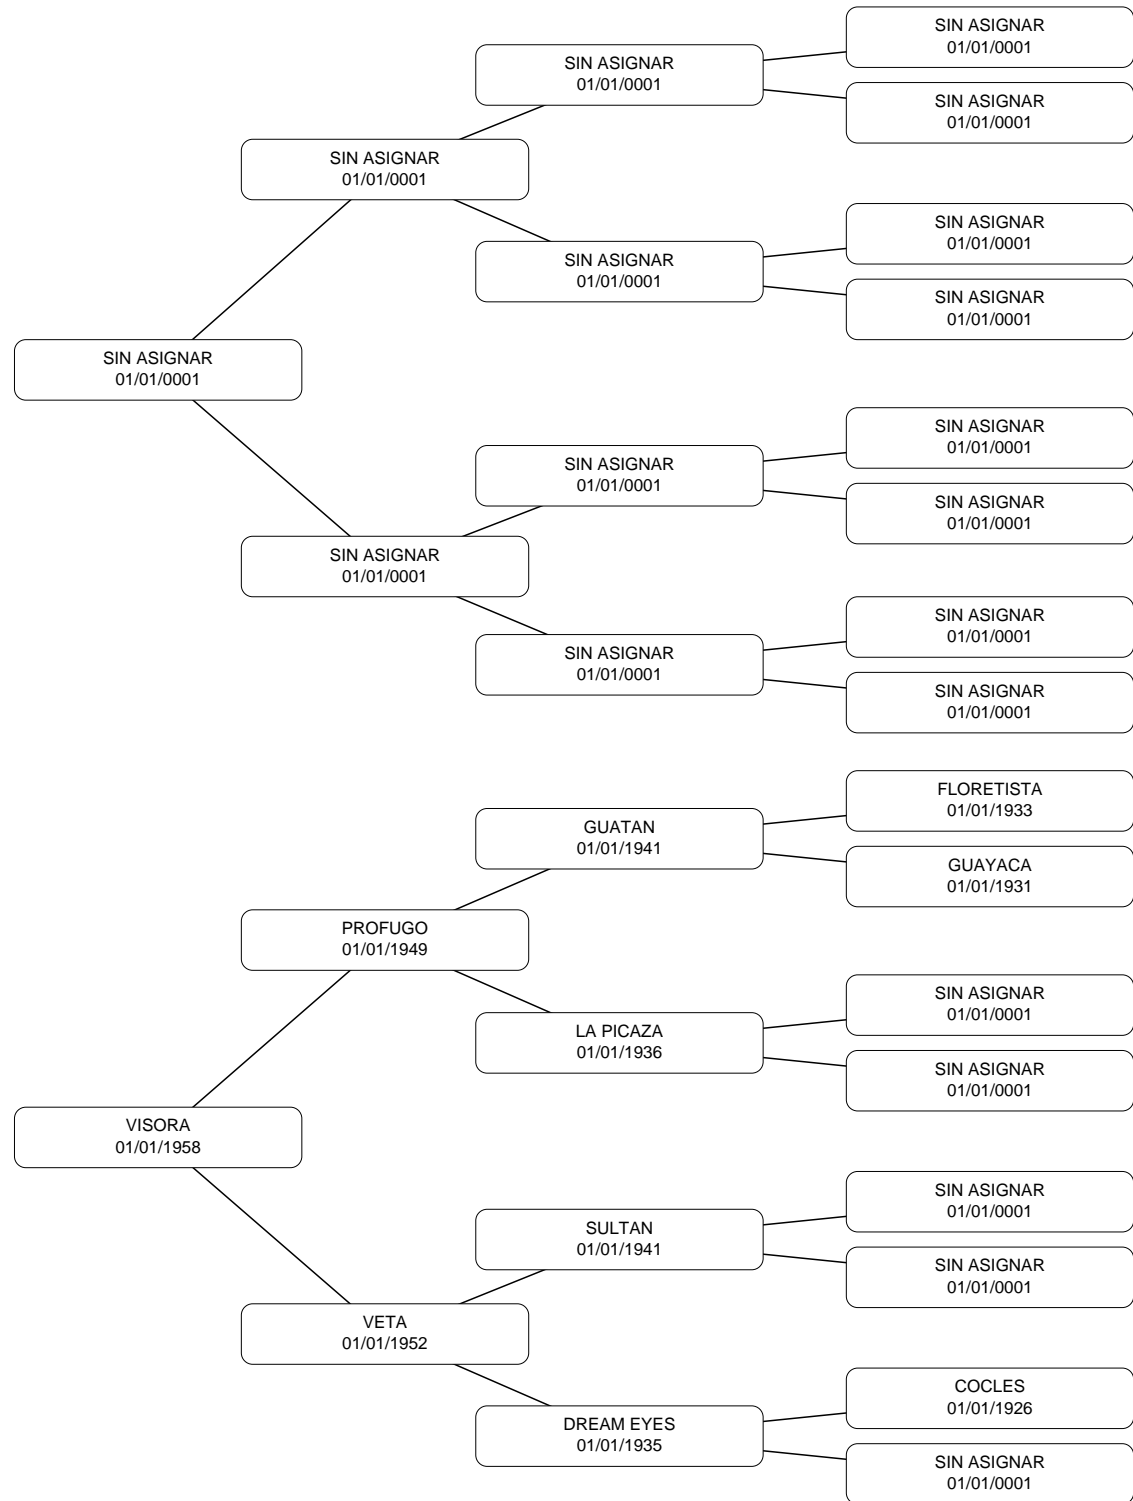 SIN ASIGNAR
01/01/0001
SIN ASIGNAR
01/01/0001
SIN ASIGNAR
01/01/0001
SIN ASIGNAR
01/01/0001
SIN ASIGNAR
01/01/0001
SIN ASIGNAR
01/01/0001
SIN ASIGNAR
01/01/0001
SIN ASIGNAR
01/01/0001
SIN ASIGNAR
01/01/0001
SIN ASIGNAR
01/01/0001
SIN ASIGNAR
01/01/0001
SIN ASIGNAR
01/01/0001
SIN ASIGNAR
01/01/0001
SIN ASIGNAR
01/01/0001
SIN ASIGNAR
01/01/0001
FLORETISTA
01/01/1933
GUATAN
01/01/1941
GUAYACA
01/01/1931
PROFUGO
01/01/1949
SIN ASIGNAR
01/01/0001
LA PICAZA
01/01/1936
SIN ASIGNAR
01/01/0001
VISORA
01/01/1958
SIN ASIGNAR
01/01/0001
SULTAN
01/01/1941
SIN ASIGNAR
01/01/0001
VETA
01/01/1952
COCLES
01/01/1926
DREAM EYES
01/01/1935
SIN ASIGNAR
01/01/0001